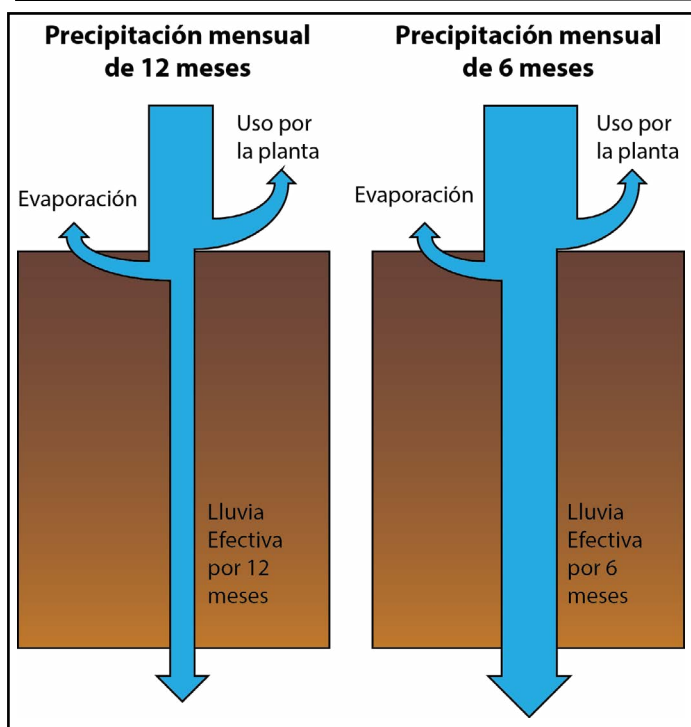 Precipitación mensual
de 12 meses
Uso por
la planta
Evaporación
Lluvia
Efectiva
por 12
meses
Precipitación mensual
de 6 meses
Uso por
la planta
Evaporación
Lluvia
Efectiva
por 6
meses